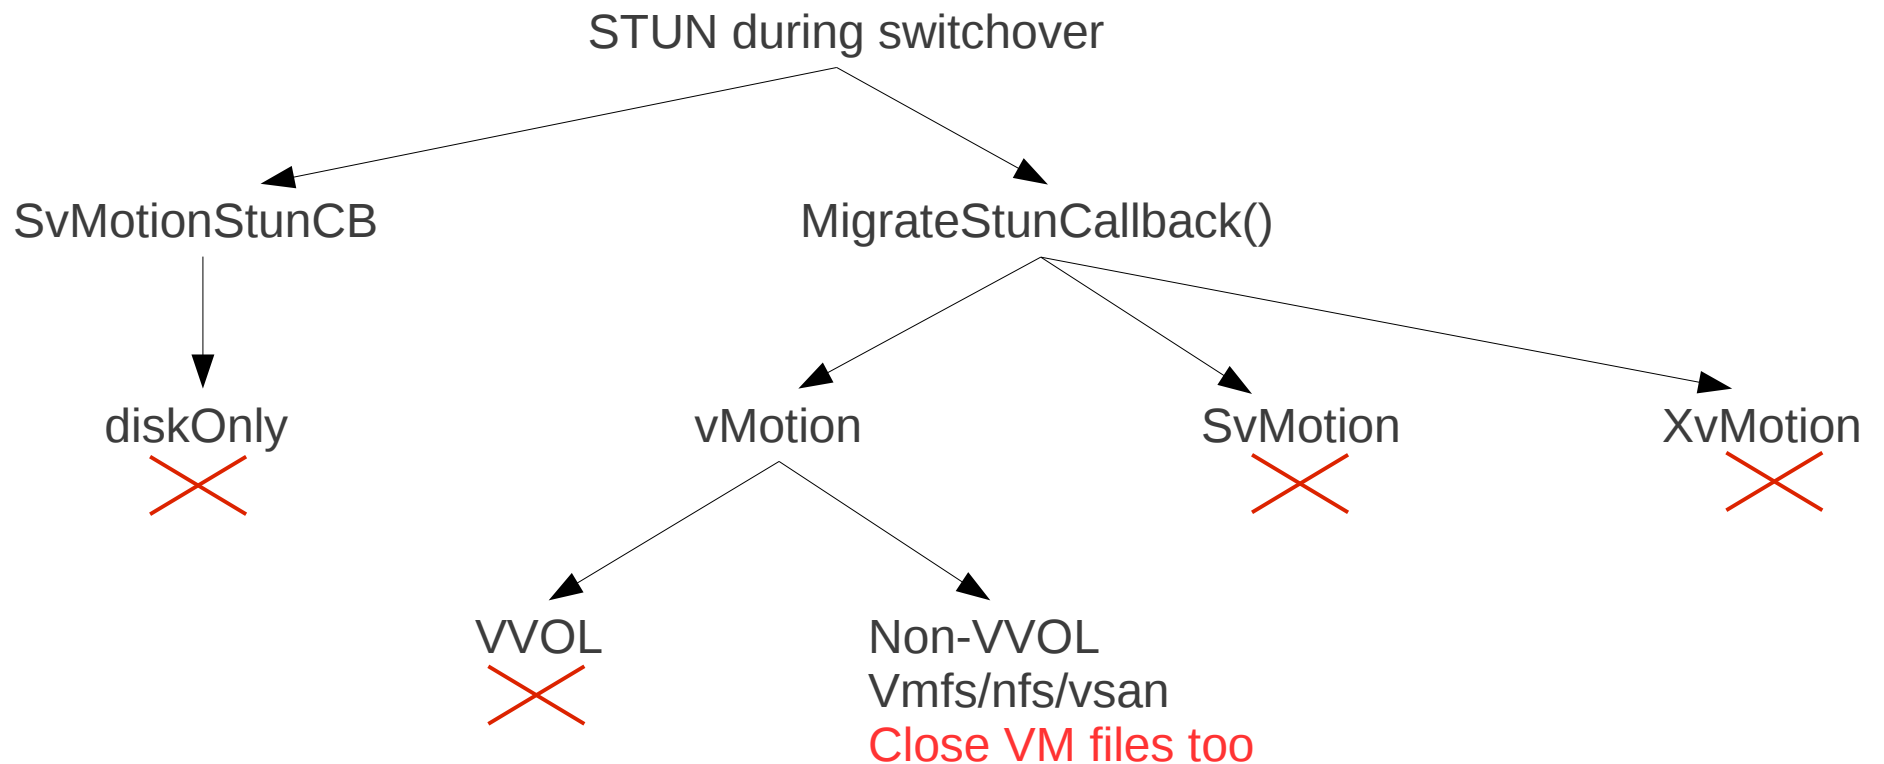 STUN during switchover
SvMotionStunCB
MigrateStunCallback()
diskOnly
vMotion
SvMotion
XvMotion
VVOL
Non-VVOL
Vmfs/nfs/vsan
Close VM files too